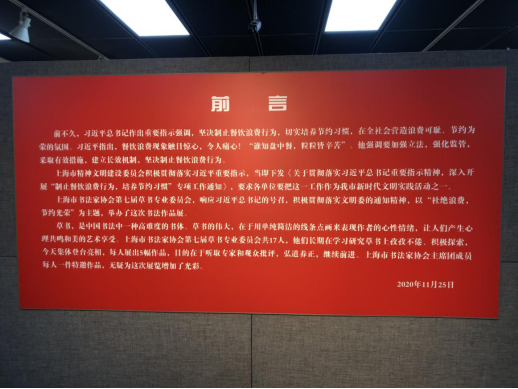 前言
前不久，习近平总书记作出重要指示强调，坚决制止餐饮浪费行为，切实培养节约习惯，在全社会营造浪费可耻、节约为
荣的氛围。习近平指出，餐饮浪费现象触目惊心、令人痛心！“谁知盘中餐，粒粒皆辛苦”。他强调要加强立法，强化监管，
采取有效措施，建立长效机制，坚决制止餐饮浪费行为。
上海市精神文明建设委员会积极贯彻落实习近平重要指示，当即下发《关于贯彻落实习近平总书记重要指示精神，深入开
展“制止餐饮浪费行为，培养节约习惯”专项工作通知》，要求各单位要把这一工作作为我市新时代文明实践活动之一。
上海市书法家协会第七届草书专业委员会，响应习近平总书记的号召，积极贯彻市文明委的通知精神，以“杜绝浪费，
节约光荣”为主题，举办了这次书法作品展。
草书，是中国书法中一种高难度的书体。草书的伟大，在于用单纯简洁的线条点画来表现作者的心性情绪，让人们产生心
理共鸣和美的艺术享受。上海市书法家协会第七届草书专业委员会共17人，他们长期在学习研究草书上孜孜不倦、积极探索，
今天集体登台亮相，每人展出5幅作品，目的在于听取专家和观众批评，弘道养正，继续前进。上海市书法家协会主席团成员
每人一件特邀作品，无疑为这次展览增加了光彩。
2020年11月25日